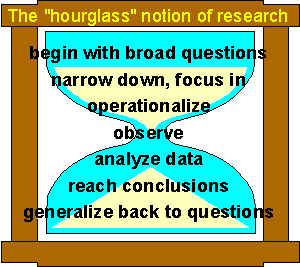 The "hourglass" notion of research
begin with broad questions
narrow down, focus in
operationalize
observe
analyze data
reach conclusions
generalize back to questions